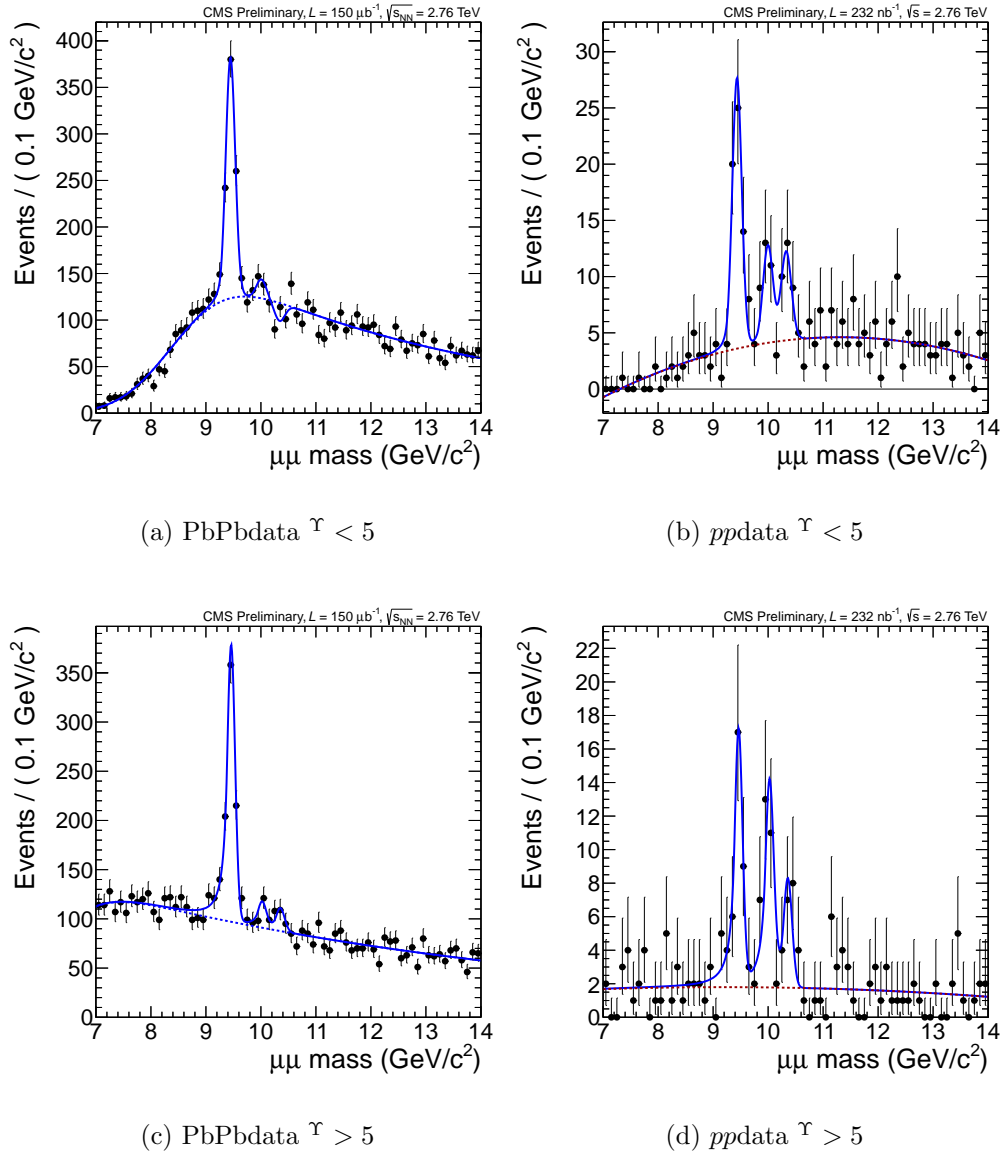 CMS Preliminary, L = 150 μb⁻¹, √sNN = 2.76 TeV
Events / ( 0.1 GeV/c² )
400
350
300
250
200
150
100
50
0
7 8 9 10 11 12 13 14
μμ mass (GeV/c²)
(a) PbPbdata ϒ < 5
CMS Preliminary, L = 232 nb⁻¹, √s = 2.76 TeV
Events / ( 0.1 GeV/c² )
30
25
20
15
10
5
0
7 8 9 10 11 12 13 14
μμ mass (GeV/c²)
(b) ppdata ϒ < 5
CMS Preliminary, L = 150 μb⁻¹, √sNN = 2.76 TeV
Events / ( 0.1 GeV/c² )
350
300
250
200
150
100
50
0
7 8 9 10 11 12 13 14
μμ mass (GeV/c²)
(c) PbPbdata ϒ > 5
CMS Preliminary, L = 232 nb⁻¹, √s = 2.76 TeV
Events / ( 0.1 GeV/c² )
22
20
18
16
14
12
10
8
6
4
2
0
7 8 9 10 11 12 13 14
μμ mass (GeV/c²)
(d) ppdata ϒ > 5